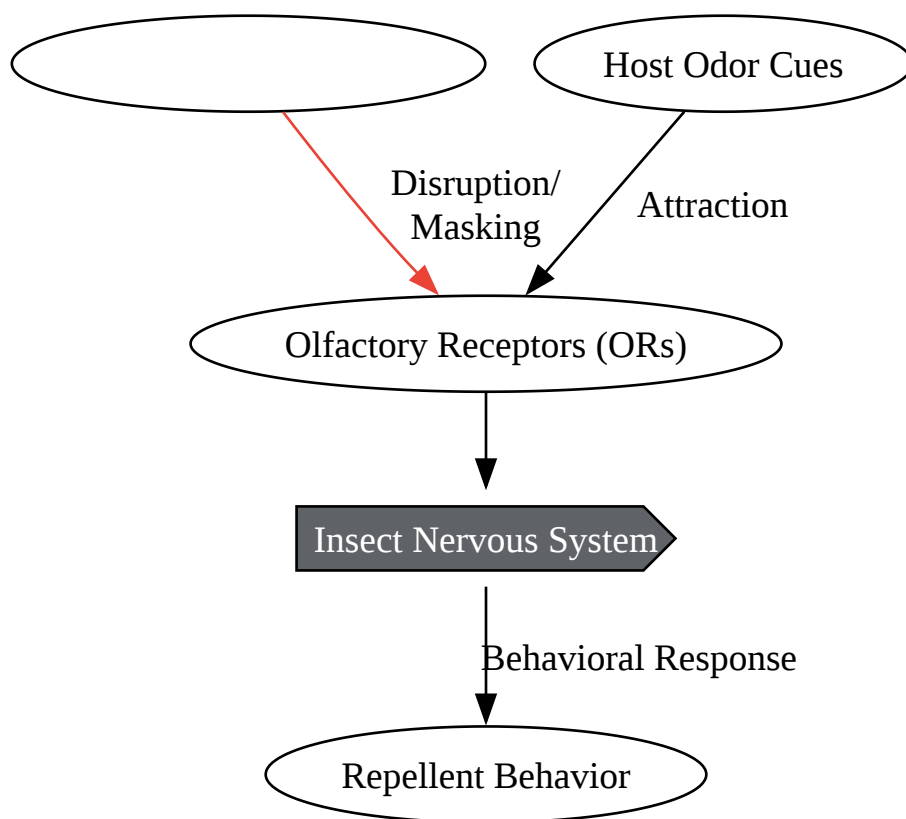 Host Odor Cues
Disruption/
Masking
Attraction
Olfactory Receptors (ORs)
Insect Nervous System
Behavioral Response
Repellent Behavior